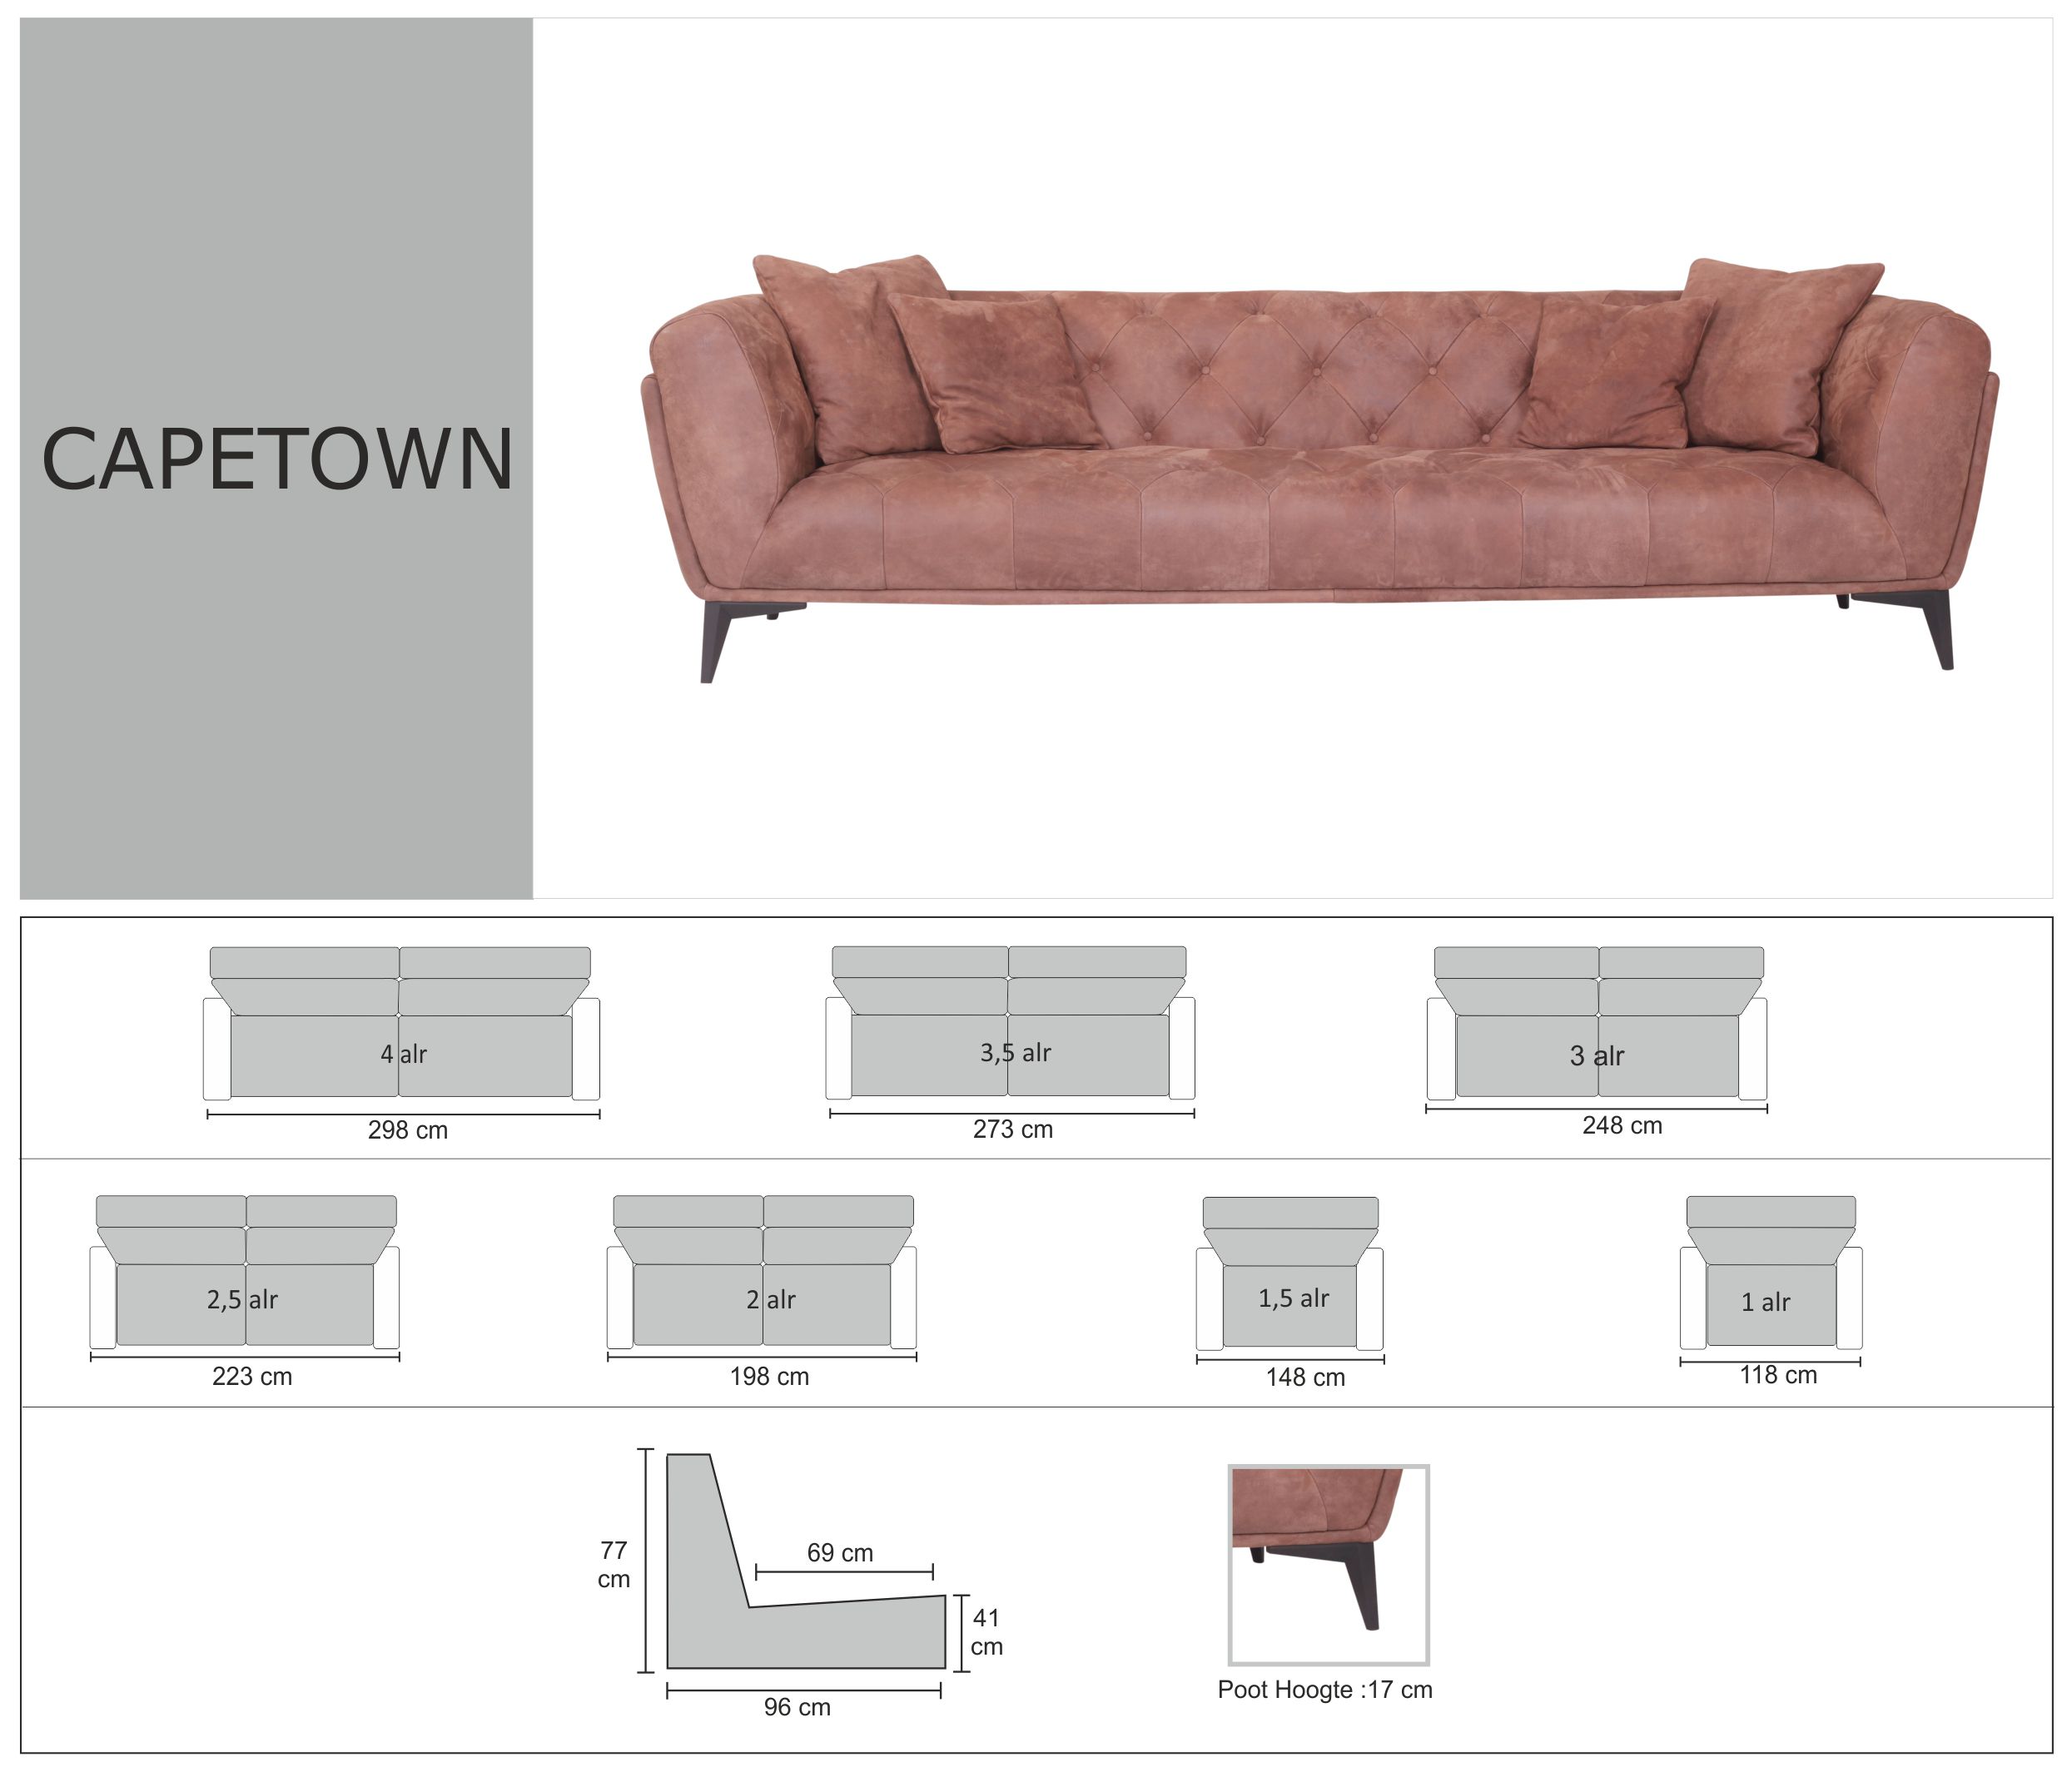 CAPETOWN
4 alr
298 cm
3,5 alr
273 cm
3 alr
248 cm
2,5 alr
223 cm
2 alr
198 cm
1,5 alr
148 cm
1 alr
118 cm
77
cm
69 cm
41
cm
96 cm
Poot Hoogte :17 cm